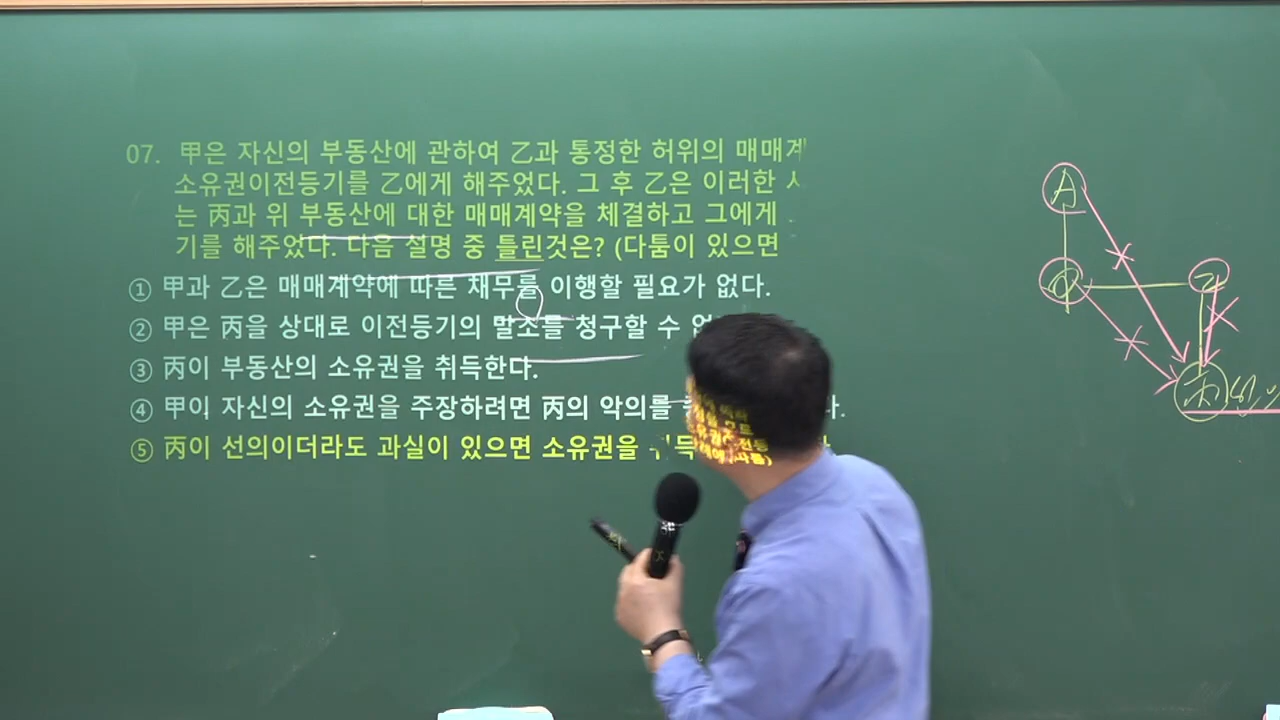 07. 甲은 자신의 부동산에 관하여 乙과 통정한 허위의 매매계
소유권이전등기를 乙에게 해주었다. 그 후 乙은 이러한
는 丙과 위 부동산에 대한 매매계약을 체결하고 그에게
기를 해주었다. 다음 설명 중 틀린것은? (다툼이 있으면
① 甲과 乙은 매매계약에 따른 채무를 이행할 필요가 없다.
② 甲은 丙을 상대로 이전등기의 말소를 청구할 수
③ 丙이 부동산의 소유권을 취득한다.
④ 甲이 자신의 소유권을 주장하려면 丙의 악의를
⑤ 丙이 선의이더라도 과실이 있으면 소유권을
A
丙